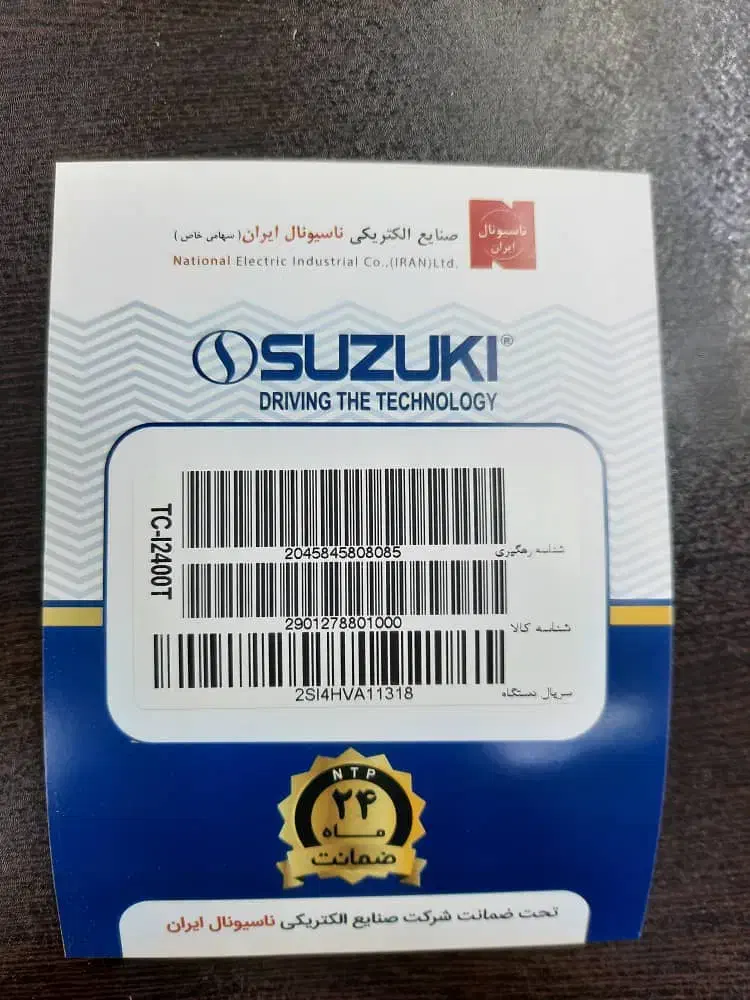 صنایع الکتریکی ناسیونال ایران (سهامی خاص)
ناسیونال
ایران
National Electric Industrial Co.,(IRAN)Ltd.
SUZUKI®
DRIVING THE TECHNOLOGY
TC-I2400T
2045845808085 شناسه رهگیری
2901278801000 شناسه کالا
2SI4HVA11318 سریال دستگاه
NTP
۲۴
ماه
ضمانت
تحت ضمانت شرکت صنایع الکتریکی ناسیونال ایران